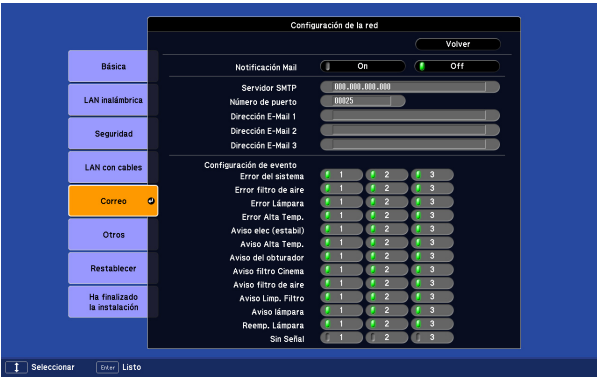 Configuración de la red
Volver
Básica
LAN inalámbrica
Seguridad
LAN con cables
Correo
Otros
Restablecer
Ha finalizado
la instalación
Notificación Mail On Off
Servidor SMTP 000.000.000.000
Número de puerto 00025
Dirección E-Mail 1
Dirección E-Mail 2
Dirección E-Mail 3
Configuración de evento
Error del sistema 1 2 3
Error filtro de aire 1 2 3
Error Lámpara 1 2 3
Error Alta Temp. 1 2 3
Aviso elec (estabil) 1 2 3
Aviso Alta Temp. 1 2 3
Aviso del obturador 1 2 3
Aviso filtro Cinema 1 2 3
Aviso filtro de aire 1 2 3
Aviso Limp. Filtro 1 2 3
Aviso lámpara 1 2 3
Reemp. Lámpara 1 2 3
Sin Señal 1 2 3
Seleccionar Enter Listo